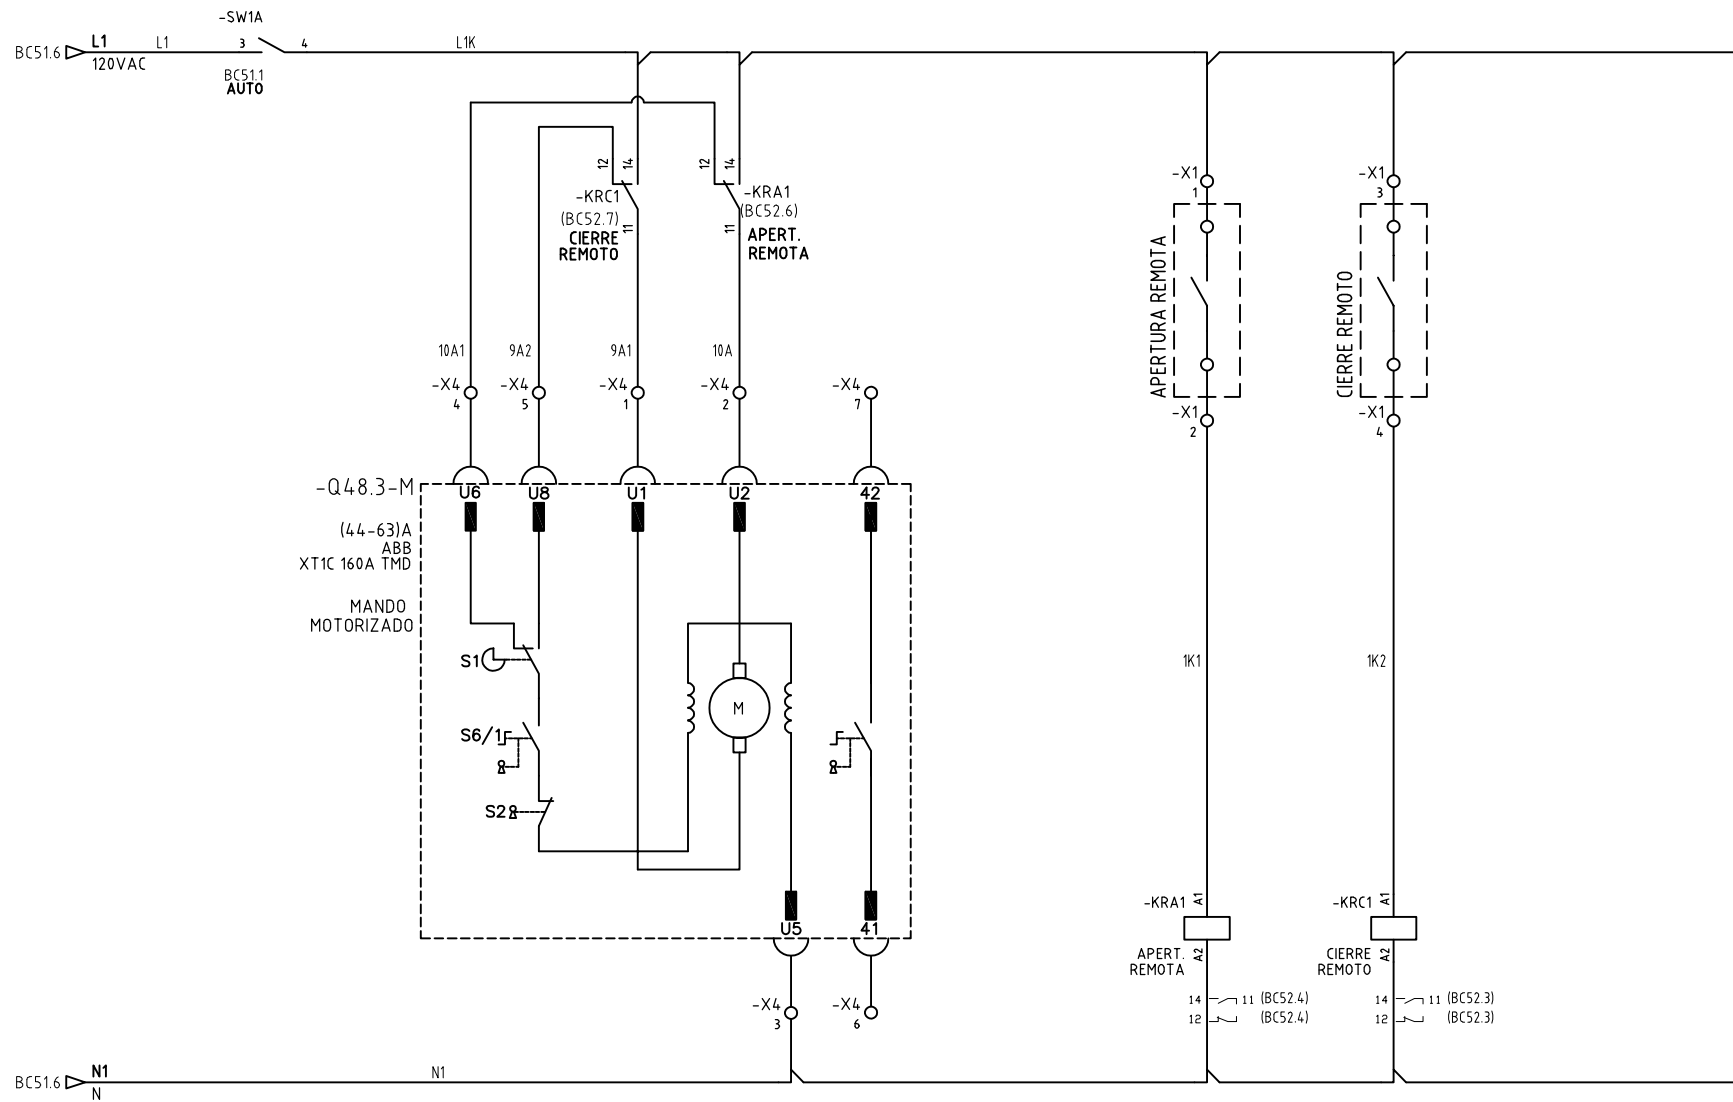 -SW1A
BC51.6
L1
L1
3
4
L1K
120VAC
BC51.1
AUTO
12
14
12
14
-KRC1
(BC52.7)
CIERRE
REMOTO
11
-KRA1
(BC52.6)
APERT.
REMOTA
11
-X1
1
-X1
3
APERTURA REMOTA
CIERRE REMOTO
10A1
9A2
9A1
10A
-X4
4
-X4
5
-X4
1
-X4
2
-X4
7
-X1
2
-X1
4
-Q48.3-M
U6
U8
U1
U2
42
(44-63)A
ABB
XT1C 160A TMD
MANDO
MOTORIZADO
S1
S6/1
M
S2
1K1
1K2
U5
41
-KRA1
A1
-KRC1
A1
APERT.
REMOTA
A2
CIERRE
REMOTO
A2
-X4
3
-X4
6
14
11
(BC52.4)
12
(BC52.4)
14
11
(BC52.3)
12
(BC52.3)
BC51.6
N1
N1
N